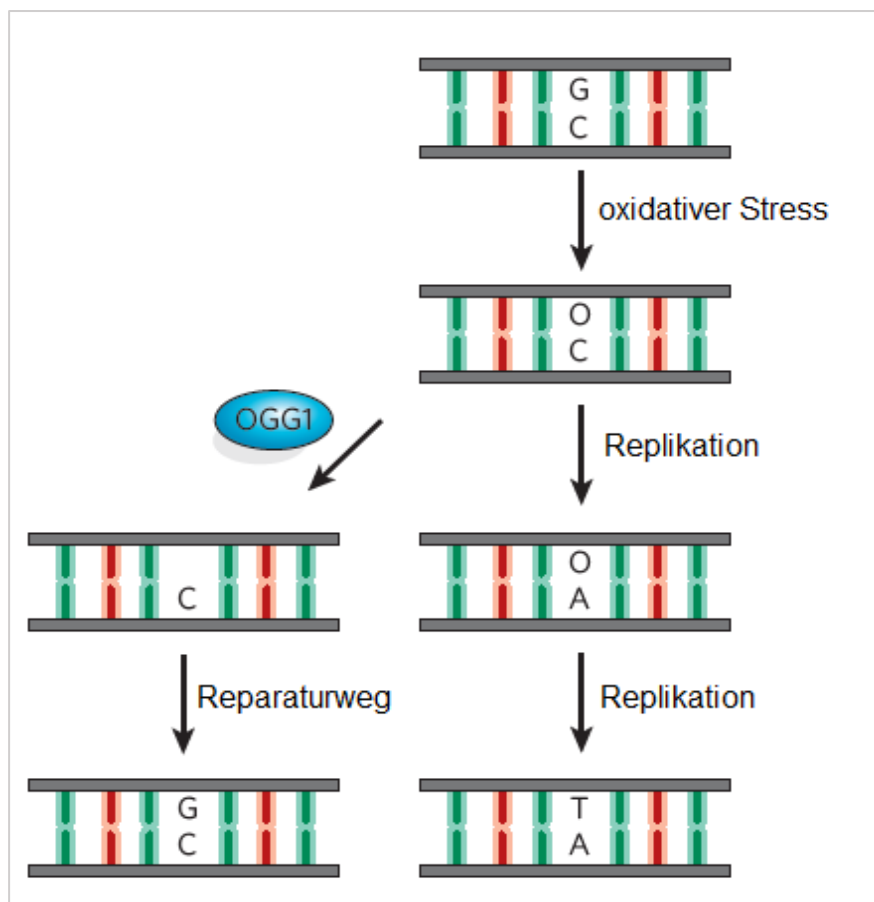 G
C
oxidativer Stress
O
C
OGG1
Replikation
O
A
C
Reparaturweg
Replikation
G
C
T
A